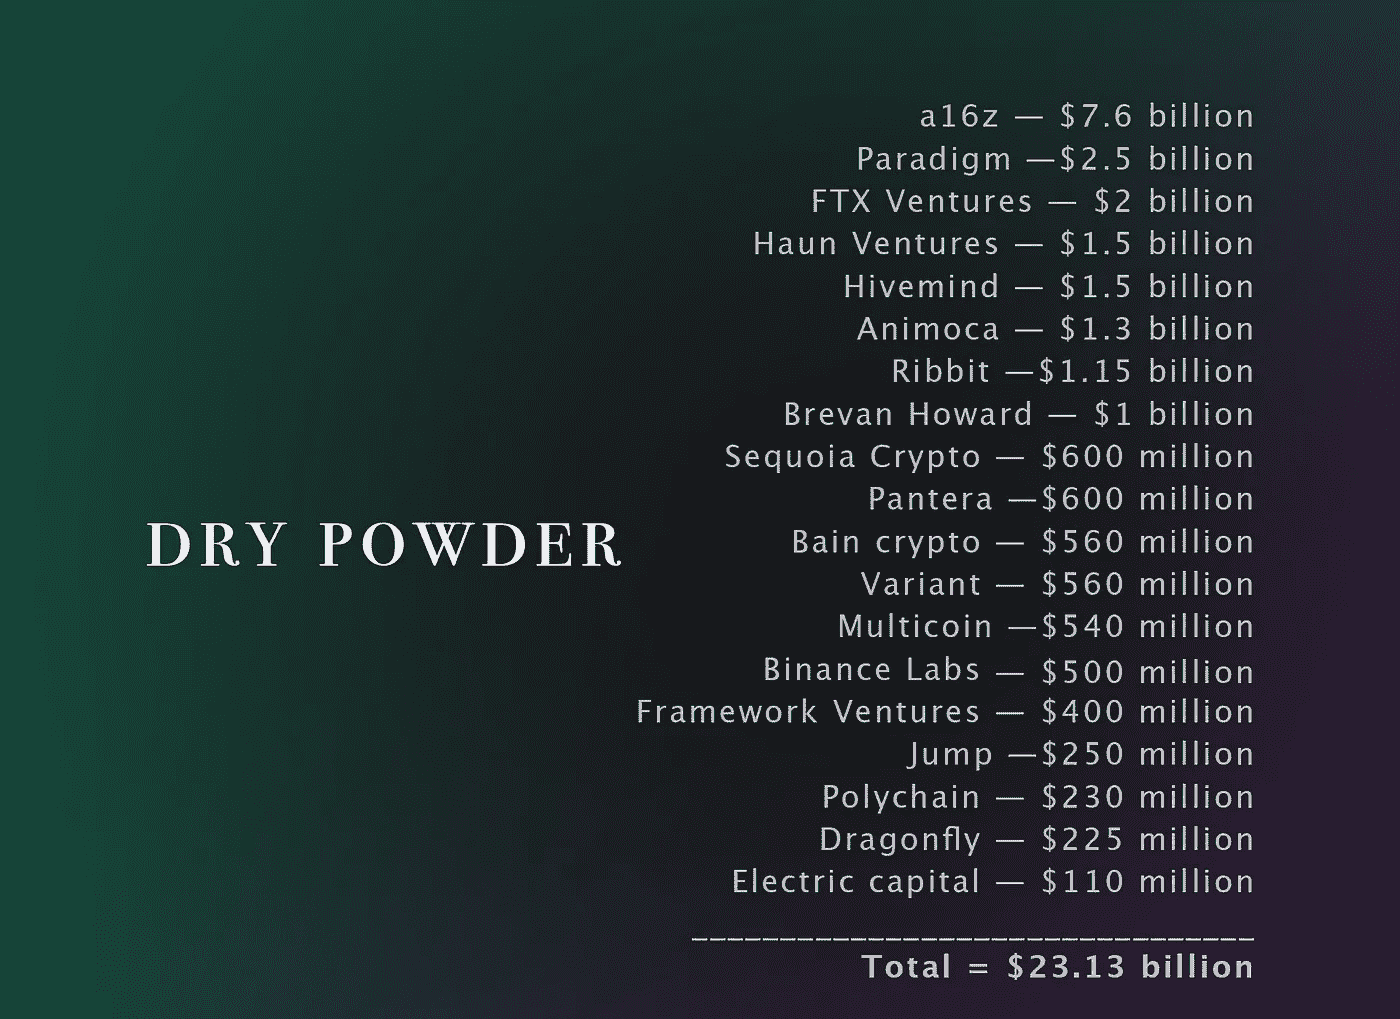 DRY POWDER
a16z — $7.6 billion
Paradigm —$2.5 billion
FTX Ventures — $2 billion
Haun Ventures — $1.5 billion
Hivemind — $1.5 billion
Animoca — $1.3 billion
Ribbit —$1.15 billion
Brevan Howard — $1 billion
Sequoia Crypto — $600 million
Pantera —$600 million
Bain crypto — $560 million
Variant — $560 million
Multicoin —$540 million
Binance Labs — $500 million
Framework Ventures — $400 million
Jump —$250 million
Polychain — $230 million
Dragonfly — $225 million
Electric capital — $110 million
Total = $23.13 billion